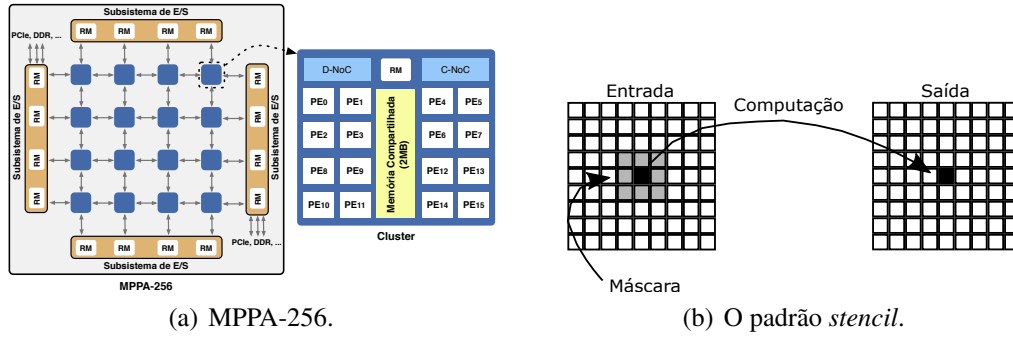 Subsistema de E/S
RM RM RM RM
PCIe, DDR, ...
Subsistema de E/S
RM
RM
RM
RM
Subsistema de E/S
RM
RM
RM
RM
PCIe, DDR, ...
RM RM RM RM
Subsistema de E/S
MPPA-256
D-NoC RM C-NoC
PE0 PE1 PE4 PE5
PE2 PE3 PE6 PE7
PE8 PE9 PE12 PE13
PE10 PE11 PE14 PE15
Memória Compartilhada
(2MB)
Cluster
(a) MPPA-256.
Entrada
Computação
Saída
Máscara
(b) O padrão stencil.